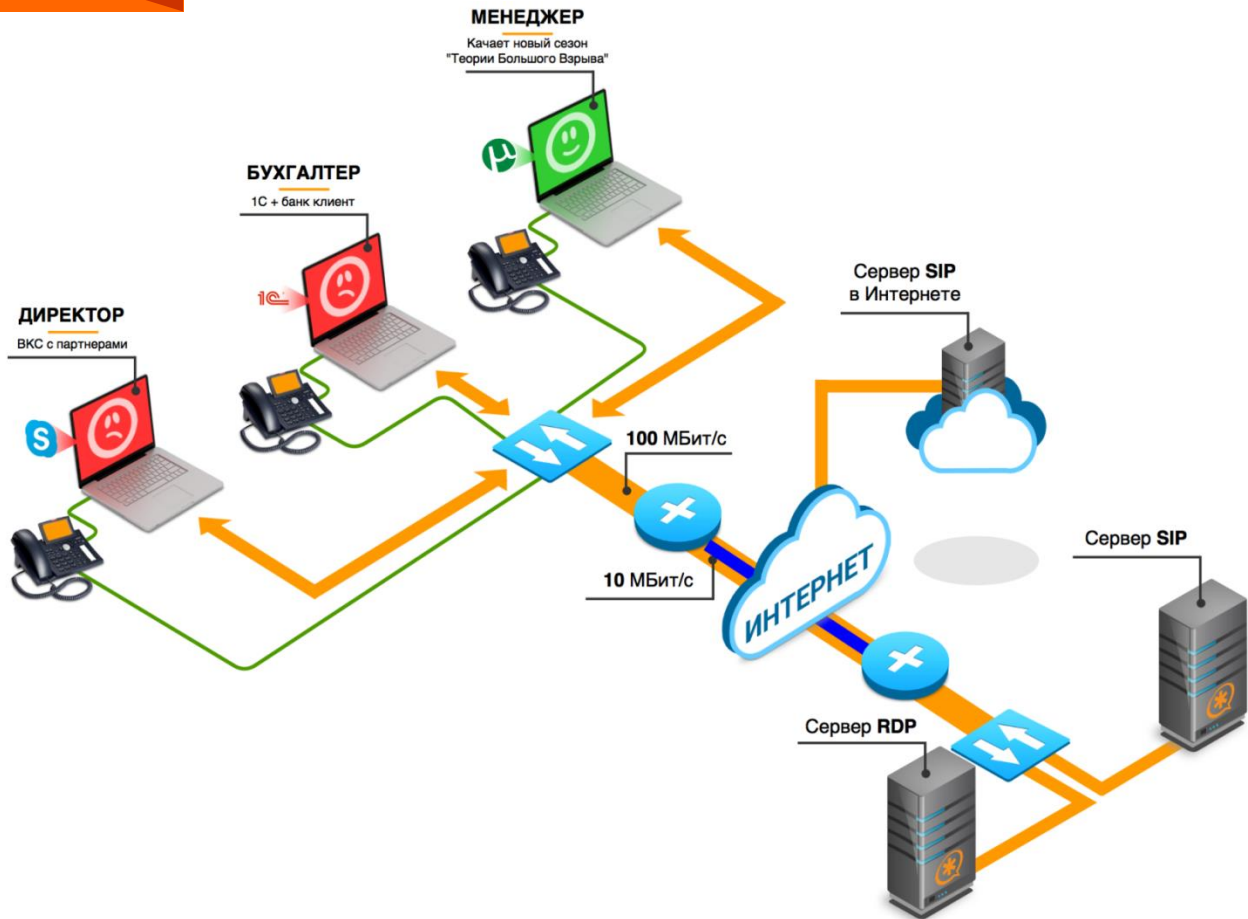 МЕНЕДЖЕР
Качает новый сезон
"Теории Большого Взрыва"
µ
БУХГАЛТЕР
1С + банк клиент
1С
ДИРЕКТОР
ВКС с партнерами
S
Сервер SIP
в Интернете
100 МБит/с
10 МБит/с
ИНТЕРНЕТ
Сервер SIP
Сервер RDP